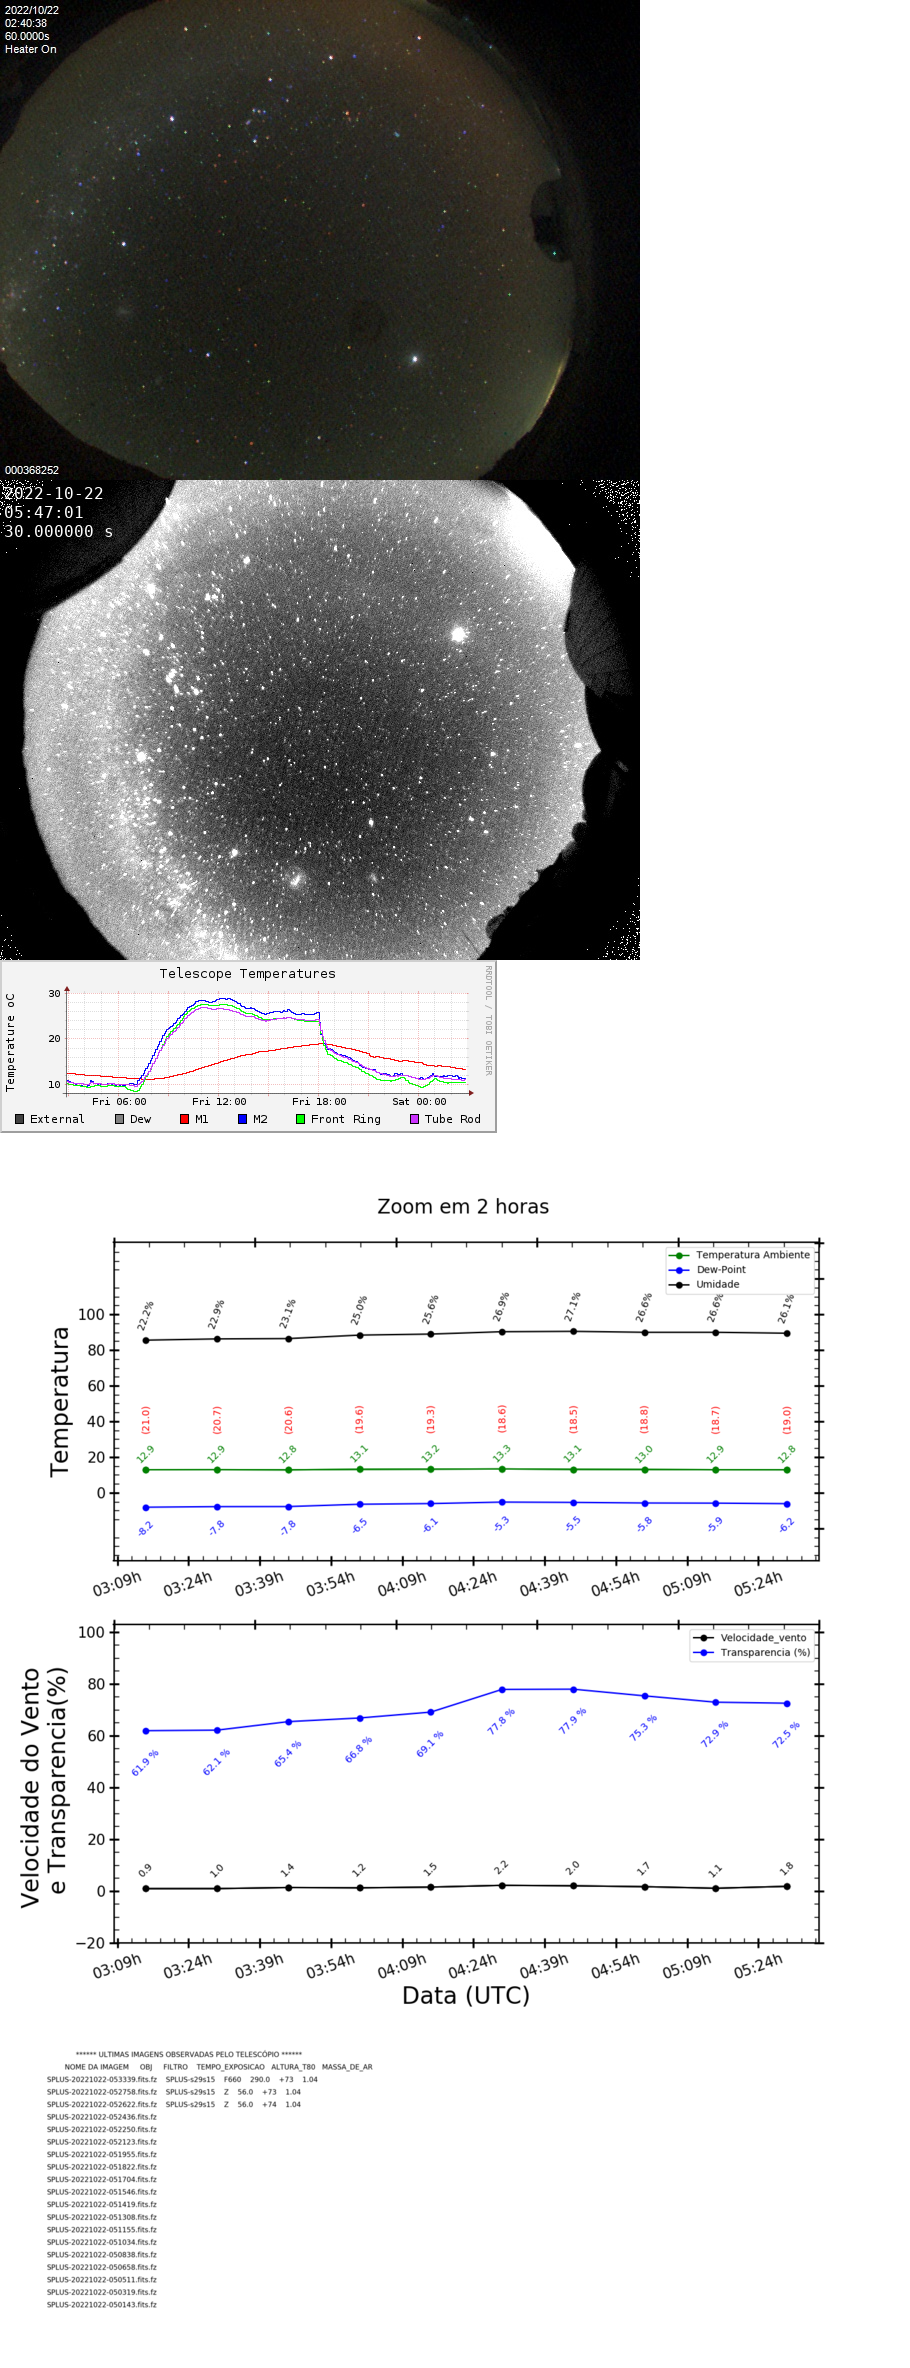 2022/10/22
02:40:38
60.0000s
Heater On
000368252
2022-10-22
05:47:01
30.000000 s
Telescope Temperatures
RRDTOOL / TOBI OETIKER
Temperature oC
30
20
10
Fri 06:00 Fri 12:00 Fri 18:00 Sat 00:00
External Dew M1 M2 Front Ring Tube Rod
Zoom em 2 horas
Temperatura Ambiente
Dew-Point
Umidade
Temperatura
100
80
60
40
20
0
22.2% 22.9% 23.1% 25.0% 25.6% 26.9% 27.1% 26.6% 26.6% 26.1%
(21.0) (20.7) (20.6) (19.6) (19.3) (18.6) (18.5) (18.8) (18.7) (19.0)
12.9 12.9 12.8 13.1 13.2 13.3 13.1 13.0 12.9 12.8
-8.2 -7.8 -7.8 -6.5 -6.1 -5.3 -5.5 -5.8 -5.9 -6.2
03:09h 03:24h 03:39h 03:54h 04:09h 04:24h 04:39h 04:54h 05:09h 05:24h
Velocidade_vento
Transparencia (%)
Velocidade do Vento
e Transparencia(%)
100
80
60
40
20
0
−20
61.9 % 62.1 % 65.4 % 66.8 % 69.1 % 77.8 % 77.9 % 75.3 % 72.9 % 72.5 %
0.9 1.0 1.4 1.2 1.5 2.2 2.0 1.7 1.1 1.8
03:09h 03:24h 03:39h 03:54h 04:09h 04:24h 04:39h 04:54h 05:09h 05:24h
Data (UTC)
****** ULTIMAS IMAGENS OBSERVADAS PELO TELESCÓPIO ******
NOME DA IMAGEM OBJ FILTRO TEMPO_EXPOSICAO ALTURA_T80 MASSA_DE_AR
SPLUS-20221022-053339.fits.fz SPLUS-s29s15 F660 290.0 +73 1.04
SPLUS-20221022-052758.fits.fz SPLUS-s29s15 Z 56.0 +73 1.04
SPLUS-20221022-052622.fits.fz SPLUS-s29s15 Z 56.0 +74 1.04
SPLUS-20221022-052436.fits.fz
SPLUS-20221022-052250.fits.fz
SPLUS-20221022-052123.fits.fz
SPLUS-20221022-051955.fits.fz
SPLUS-20221022-051822.fits.fz
SPLUS-20221022-051704.fits.fz
SPLUS-20221022-051546.fits.fz
SPLUS-20221022-051419.fits.fz
SPLUS-20221022-051308.fits.fz
SPLUS-20221022-051155.fits.fz
SPLUS-20221022-051034.fits.fz
SPLUS-20221022-050838.fits.fz
SPLUS-20221022-050658.fits.fz
SPLUS-20221022-050511.fits.fz
SPLUS-20221022-050319.fits.fz
SPLUS-20221022-050143.fits.fz